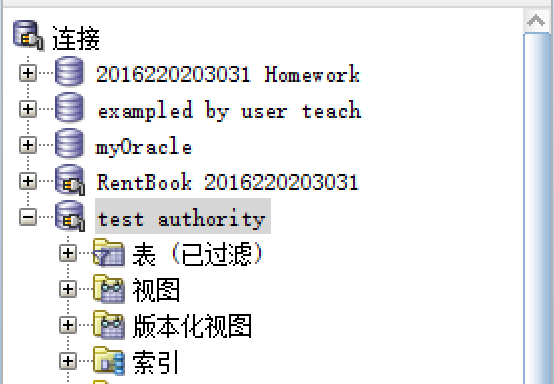 连接
2016220203031 Homework
exampled by user teach
myOracle
RentBook 2016220203031
test authority
表 (已过滤)
视图
版本化视图
索引